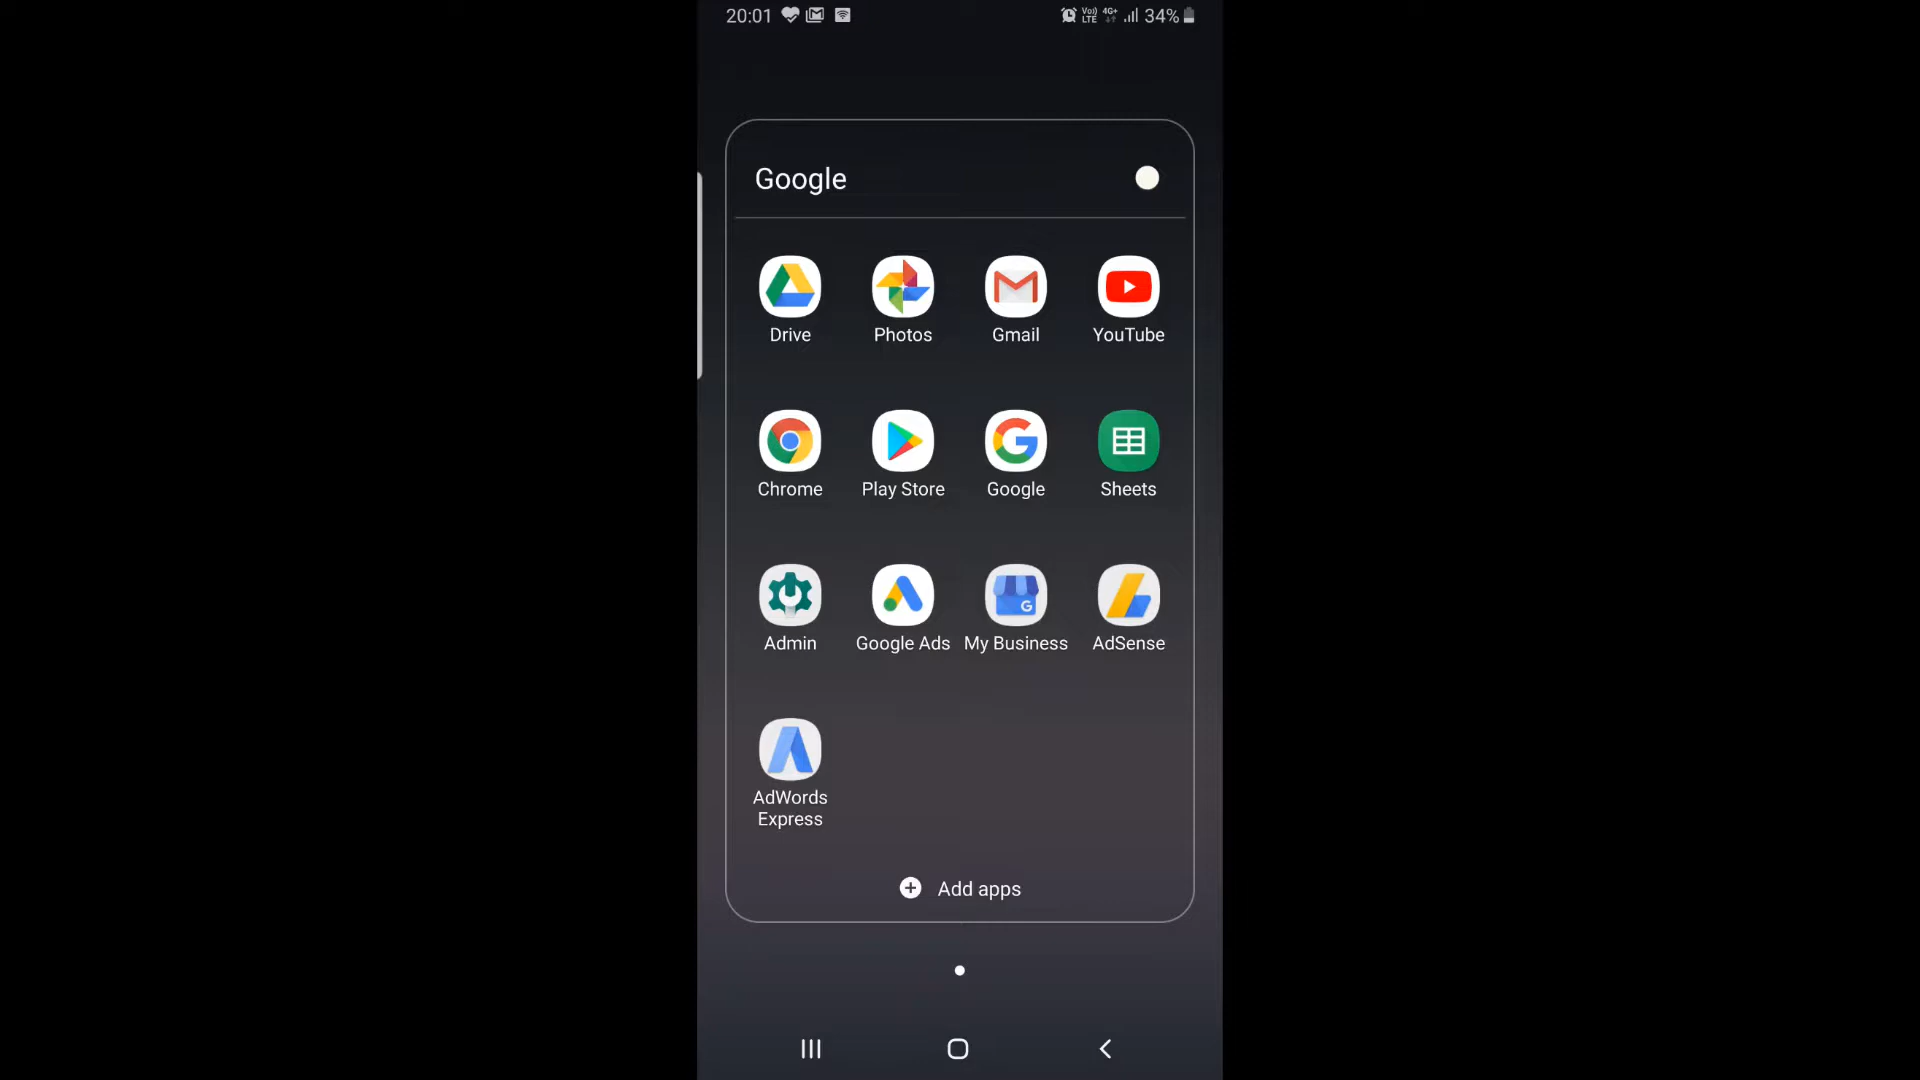 20:01 34%
Google
Drive Photos Gmail YouTube
Chrome Play Store Google Sheets
Admin Google Ads My Business AdSense
AdWords
Express
Add apps